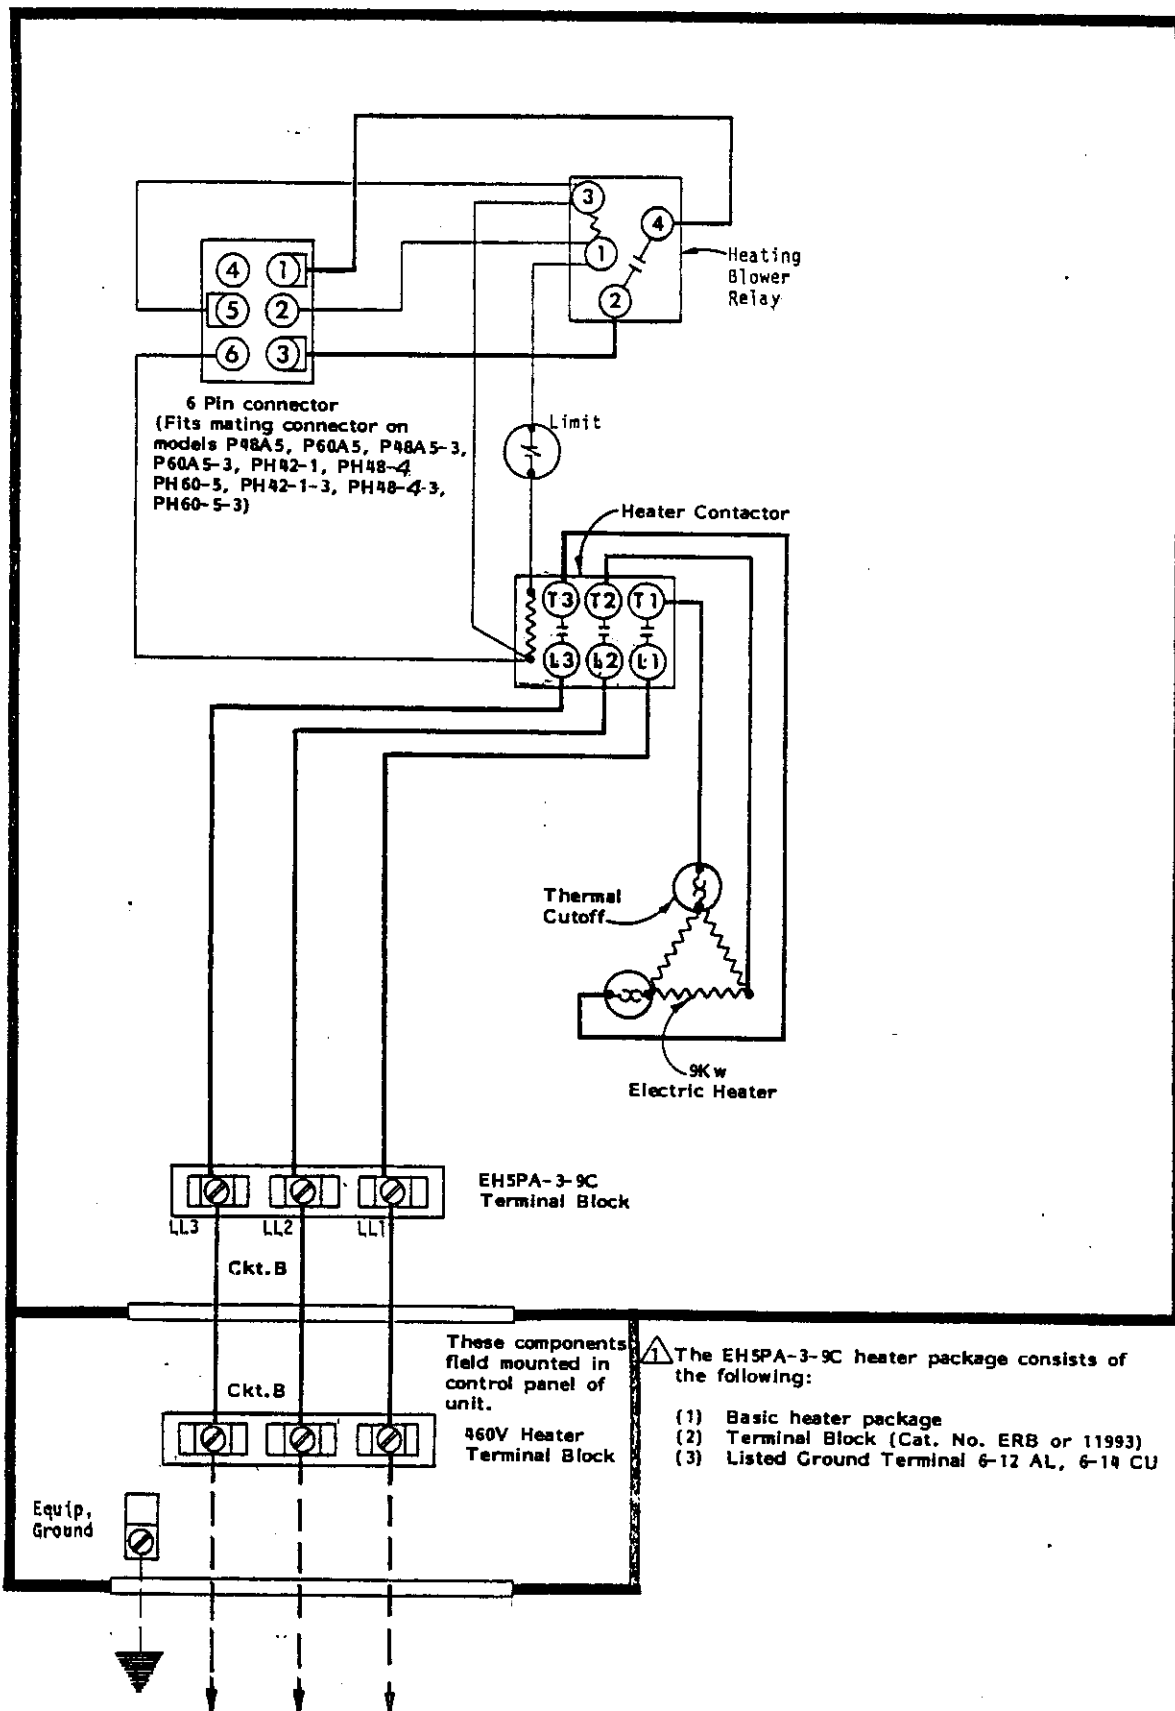 3
4
1
2
Heating
Blower
Relay
4 1
5 2
6 3
6 Pin connector
(Fits mating connector on
models P48A5, P60A5, P48A5-3,
P60A5-3, PH42-1, PH48-4
PH60-5, PH42-1-3, PH48-4-3,
PH60-5-3)
Limit
Heater Contactor
T3 T2 T1
L3 L2 L1
Thermal
Cutoff
9Kw
Electric Heater
EH5PA-3-9C
Terminal Block
LL3 LL2 LL1
Ckt.B
These components
field mounted in
control panel of
unit.
Ckt.B
460V Heater
Terminal Block
Equip,
Ground
1 The EH5PA-3-9C heater package consists of
the following:
(1) Basic heater package
(2) Terminal Block (Cat. No. ERB or 11993)
(3) Listed Ground Terminal 6-12 AL, 6-14 CU